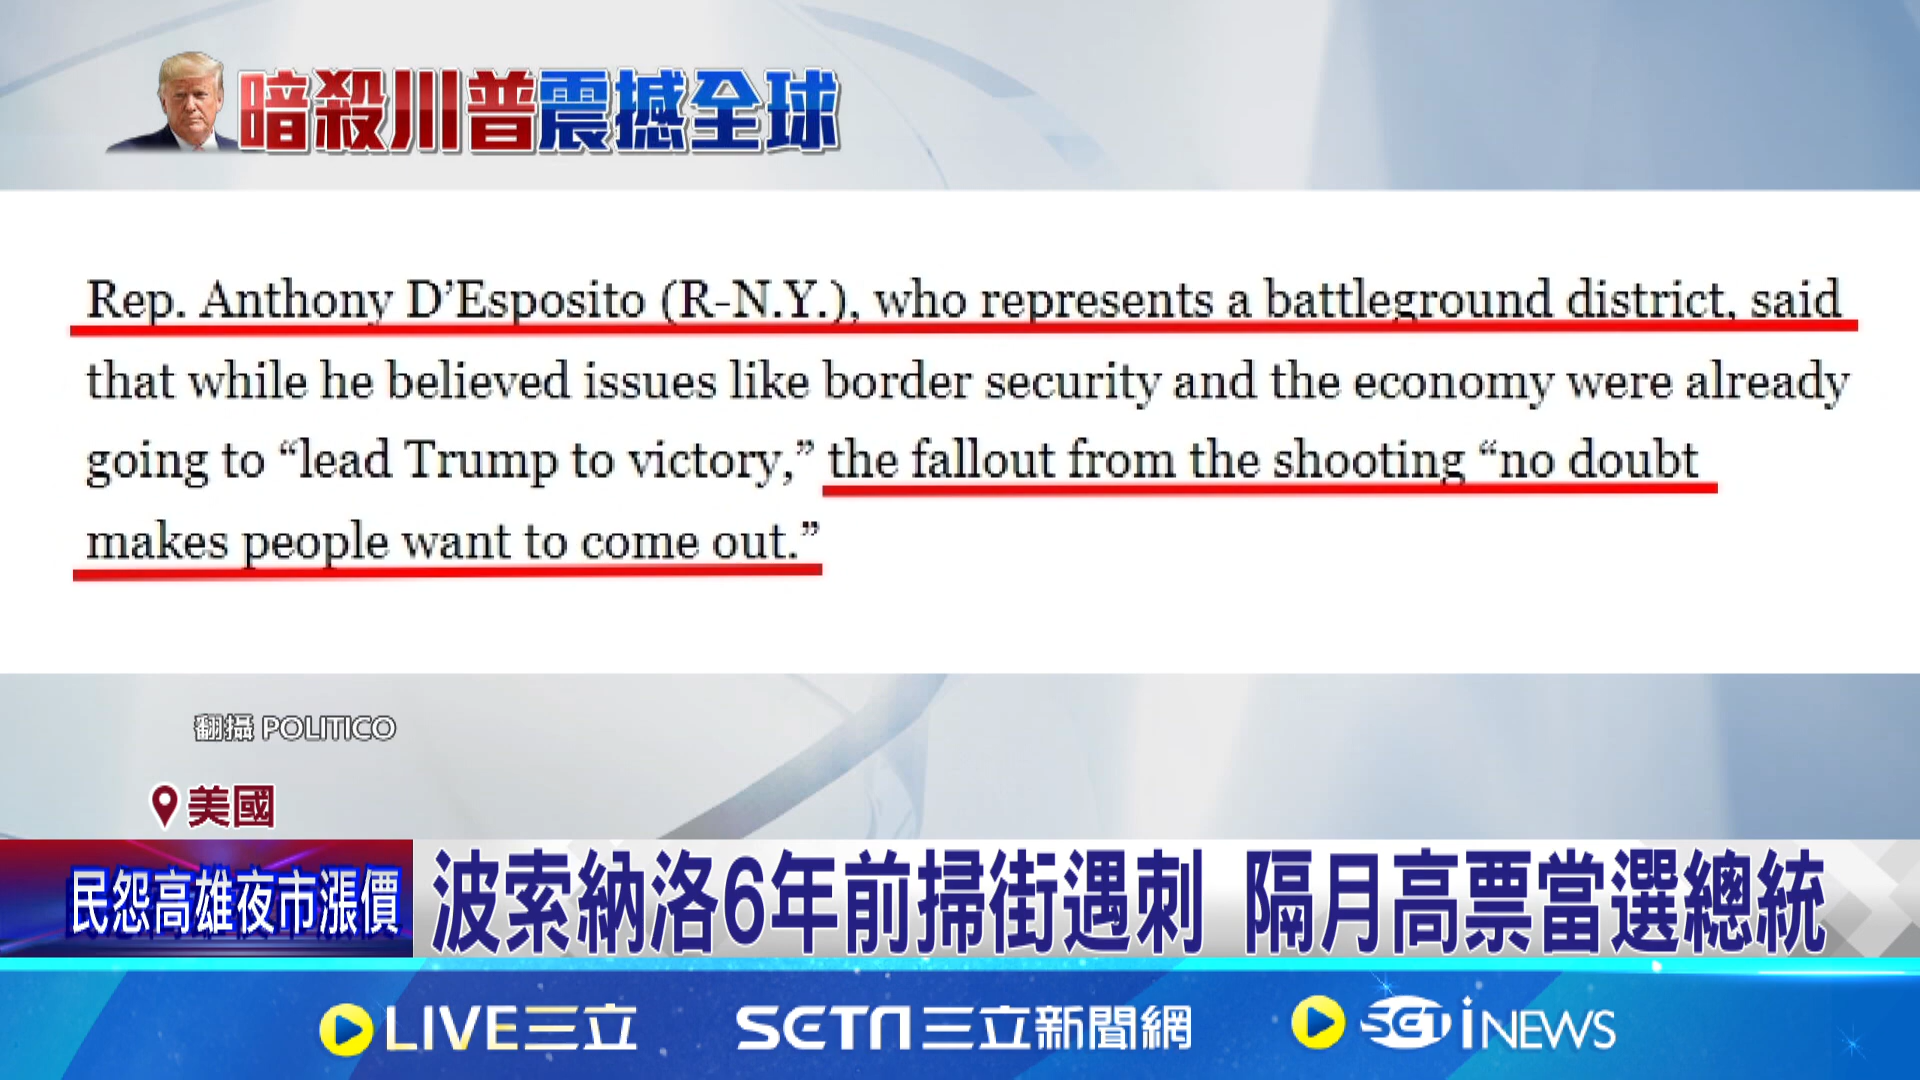 暗殺川普震撼全球
Rep. Anthony D’Esposito (R-N.Y.), who represents a battleground district, said
that while he believed issues like border security and the economy were already
going to “lead Trump to victory,” the fallout from the shooting “no doubt
makes people want to come out.”
翻攝 POLITICO
美國
民怨高雄夜市漲價
波索納洛6年前掃街遇刺 隔月高票當選總統
LIVE三立
SETN三立新聞網
SET iNEWS